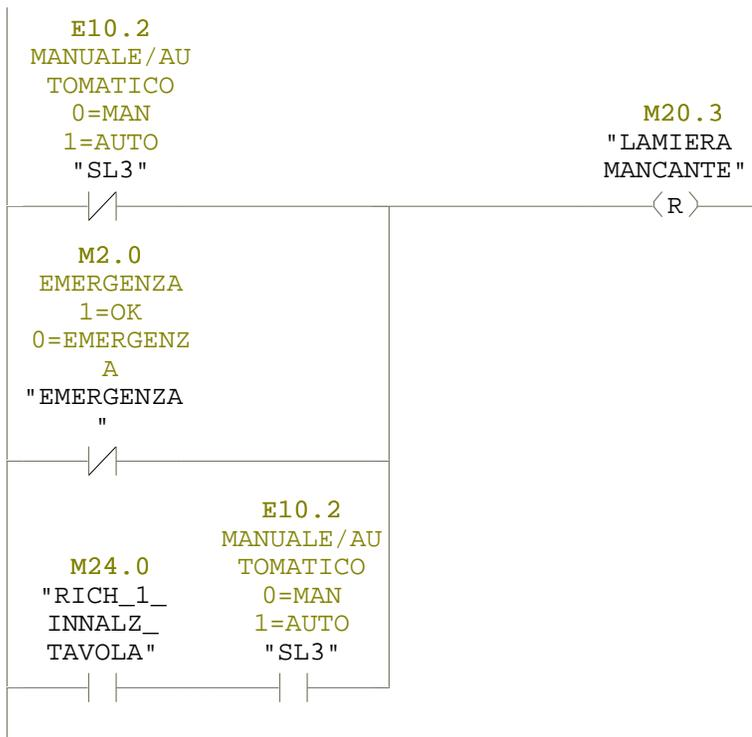 E10.2
MANUALE/AU
TOMATICO
0=MAN
1=AUTO
"SL3"
M20.3
"LAMIERA
MANCANTE"
R
M2.0
EMERGENZA
1=OK
0=EMERGENZ
A
"EMERGENZA
"
M24.0
"RICH_1_
INNALZ_
TAVOLA"
E10.2
MANUALE/AU
TOMATICO
0=MAN
1=AUTO
"SL3"